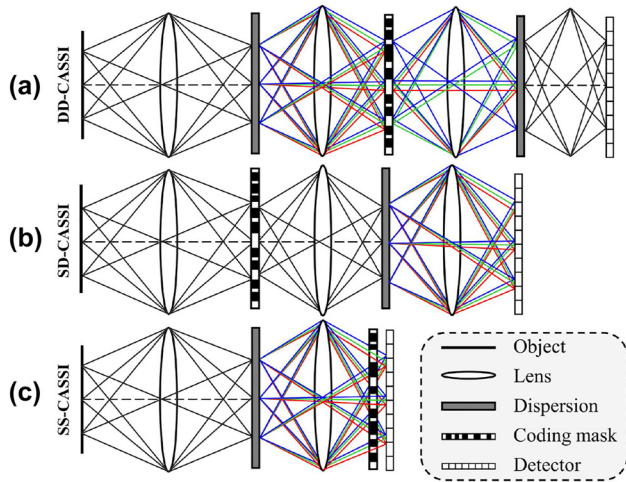 (a)
DD-CASSI
(b)
SD-CASSI
(c)
SS-CASSI
Object
Lens
Dispersion
Coding mask
Detector